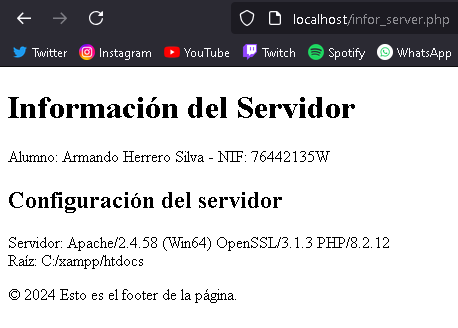 localhost/infor_server.php
Twitter Instagram YouTube Twitch Spotify WhatsApp
Información del Servidor
Alumno: Armando Herrero Silva - NIF: 76442135W
Configuración del servidor
Servidor: Apache/2.4.58 (Win64) OpenSSL/3.1.3 PHP/8.2.12
Raíz: C:/xampp/htdocs
© 2024 Esto es el footer de la página.